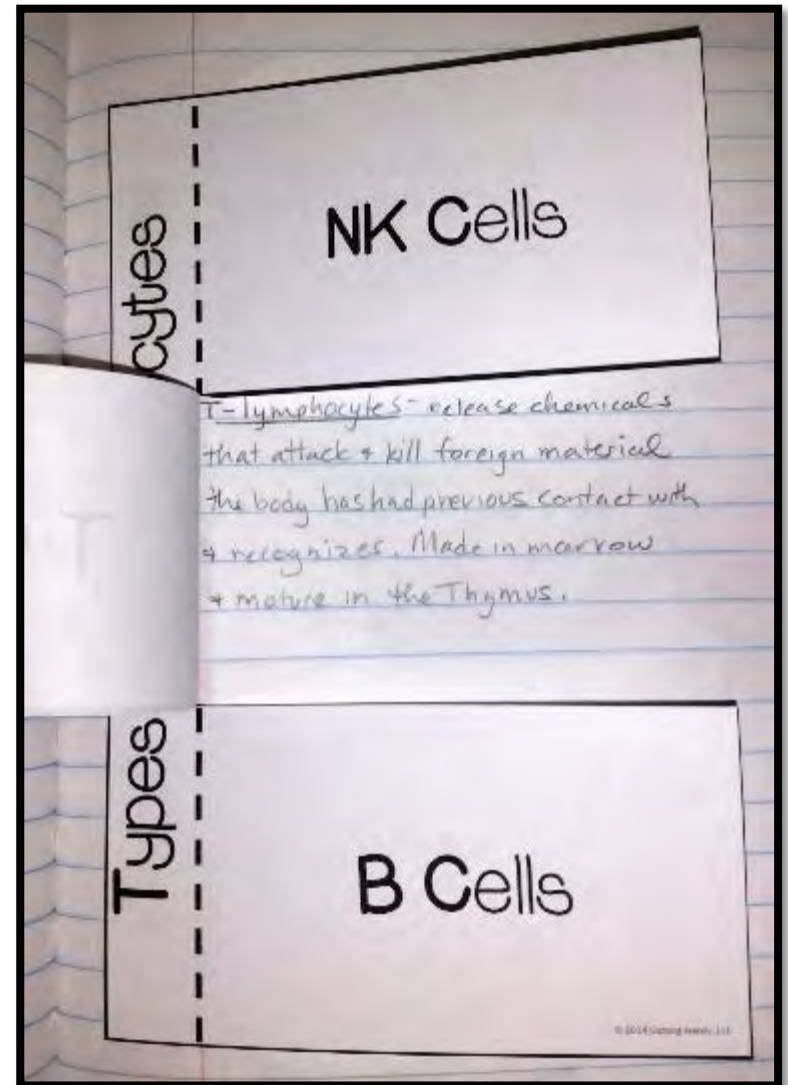 NK Cells
cytes
T-lymphocytes- release chemicals
that attack & kill foreign material
the body has had previous contact with
& recognizes. Made in marrow
& mature in the Thymus.
T
Types
B Cells
© 2014